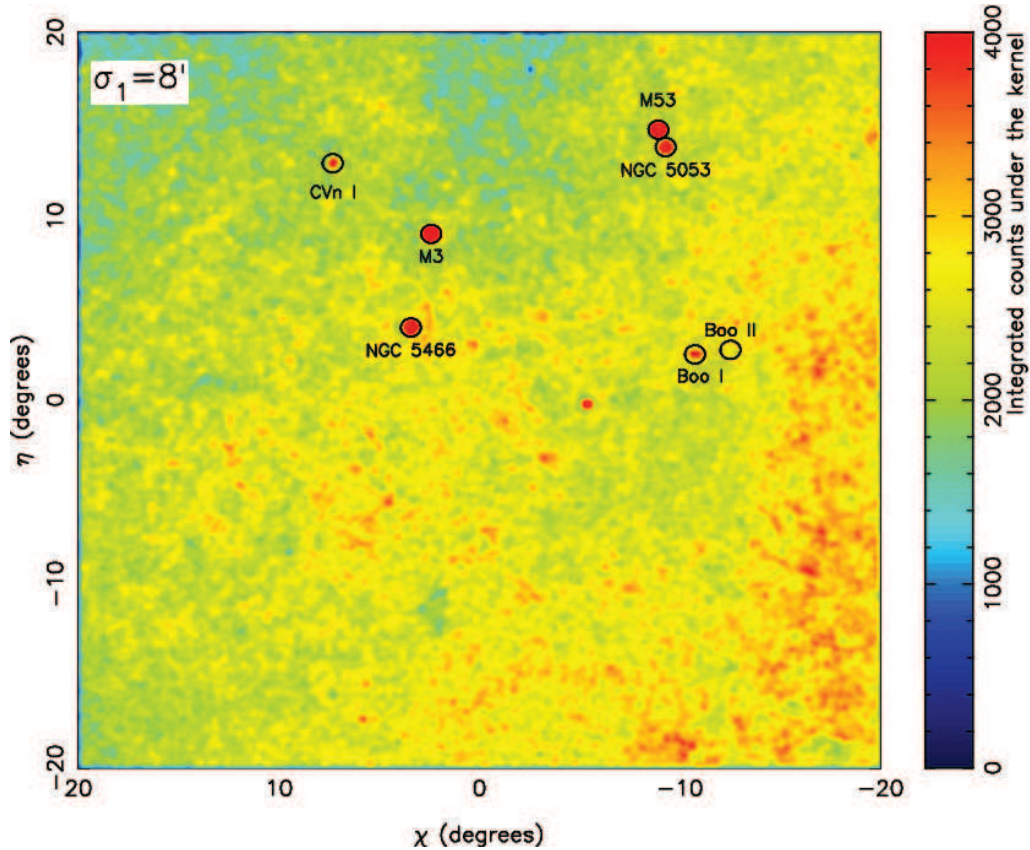 σ1=8'
M53
NGC 5053
CVn I
M3
NGC 5466
Boo II
Boo I
20
10
0
−10
−20
η (degrees)
20
10
0
−10
−20
χ (degrees)
4000
3000
2000
1000
0
Integrated counts under the kernel